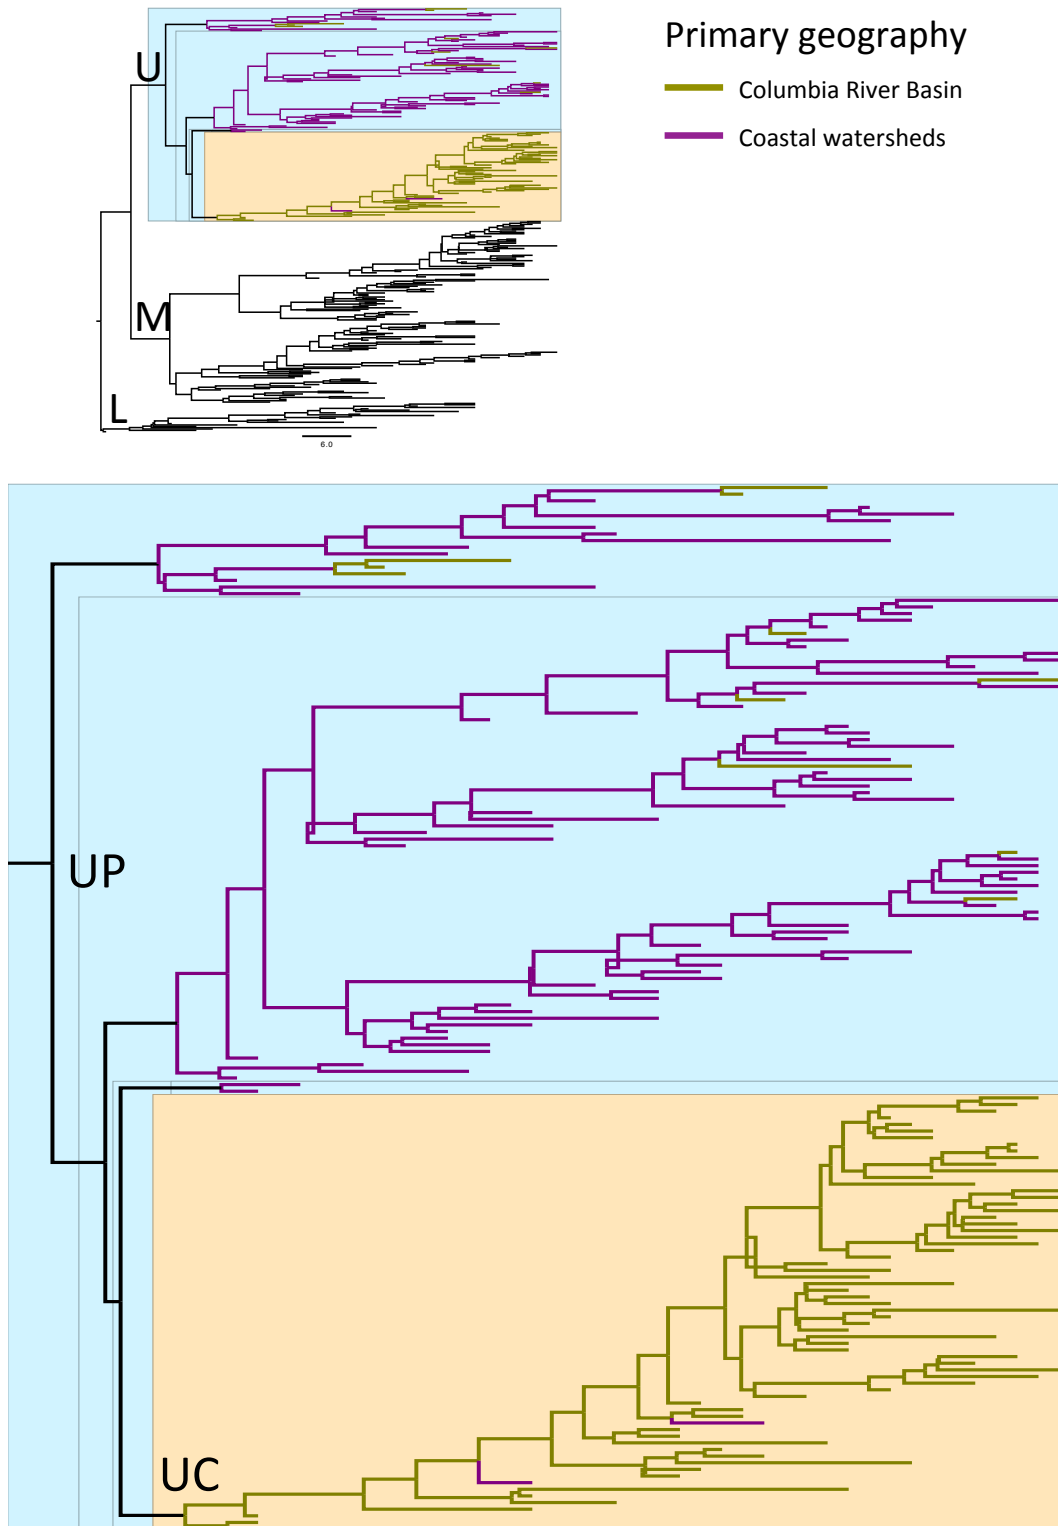 Primary geography
Columbia River Basin
Coastal watersheds
U
M
L
6.0
UP
UC